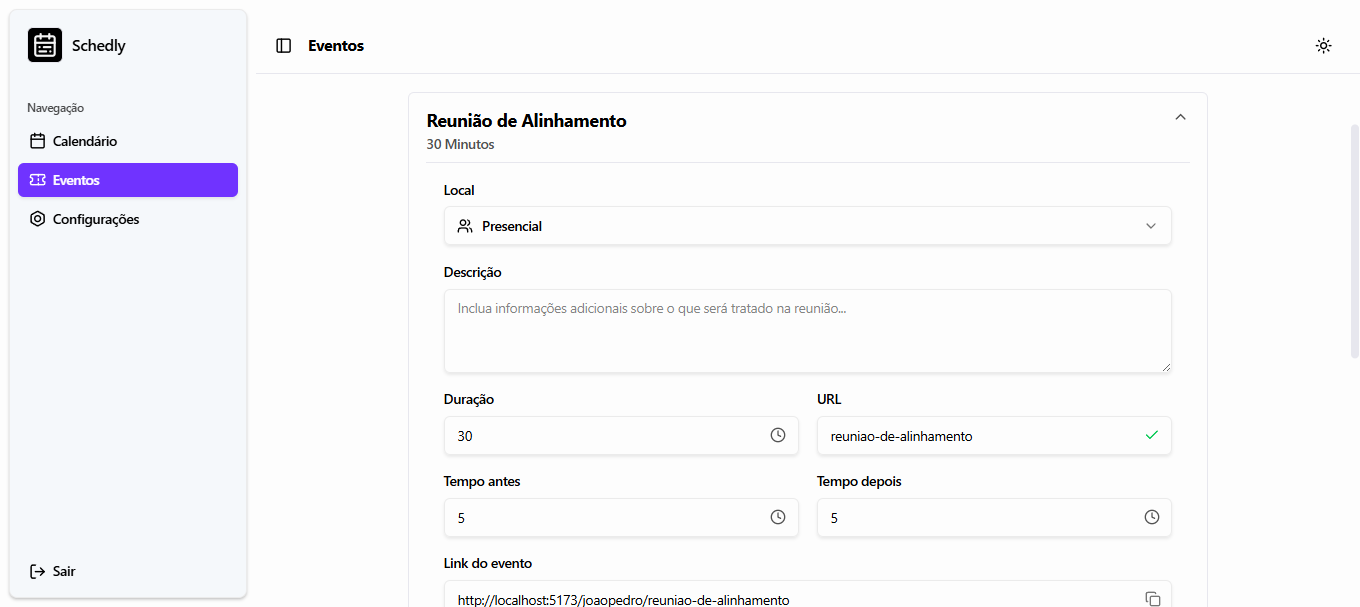 Schedly
Navegação
Calendário
Eventos
Configurações
Sair
Eventos
Reunião de Alinhamento
30 Minutos
Local
Presencial
Descrição
Inclua informações adicionais sobre o que será tratado na reunião...
Duração
URL
30
reuniao-de-alinhamento
Tempo antes
Tempo depois
5
5
Link do evento
http://localhost:5173/joaopedro/reuniao-de-alinhamento